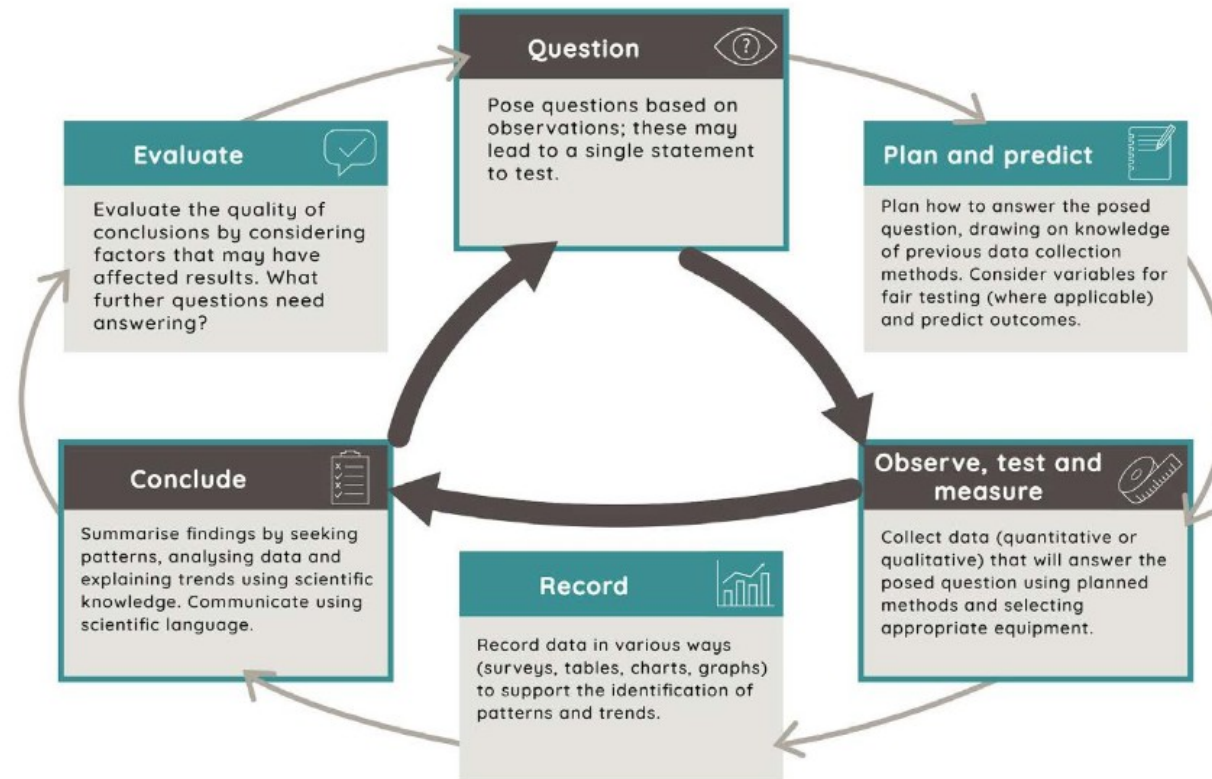 Question
Pose questions based on
observations; these may
lead to a single statement
to test.
Plan and predict
Plan how to answer the posed
question, drawing on knowledge
of previous data collection
methods. Consider variables for
fair testing (where applicable)
and predict outcomes.
Observe, test and
measure
Collect data (quantitative or
qualitative) that will answer the
posed question using planned
methods and selecting
appropriate equipment.
Record
Record data in various ways
(surveys, tables, charts, graphs)
to support the identification of
patterns and trends.
Conclude
Summarise findings by seeking
patterns, analysing data and
explaining trends using scientific
knowledge. Communicate using
scientific language.
Evaluate
Evaluate the quality of
conclusions by considering
factors that may have
affected results. What
further questions need
answering?